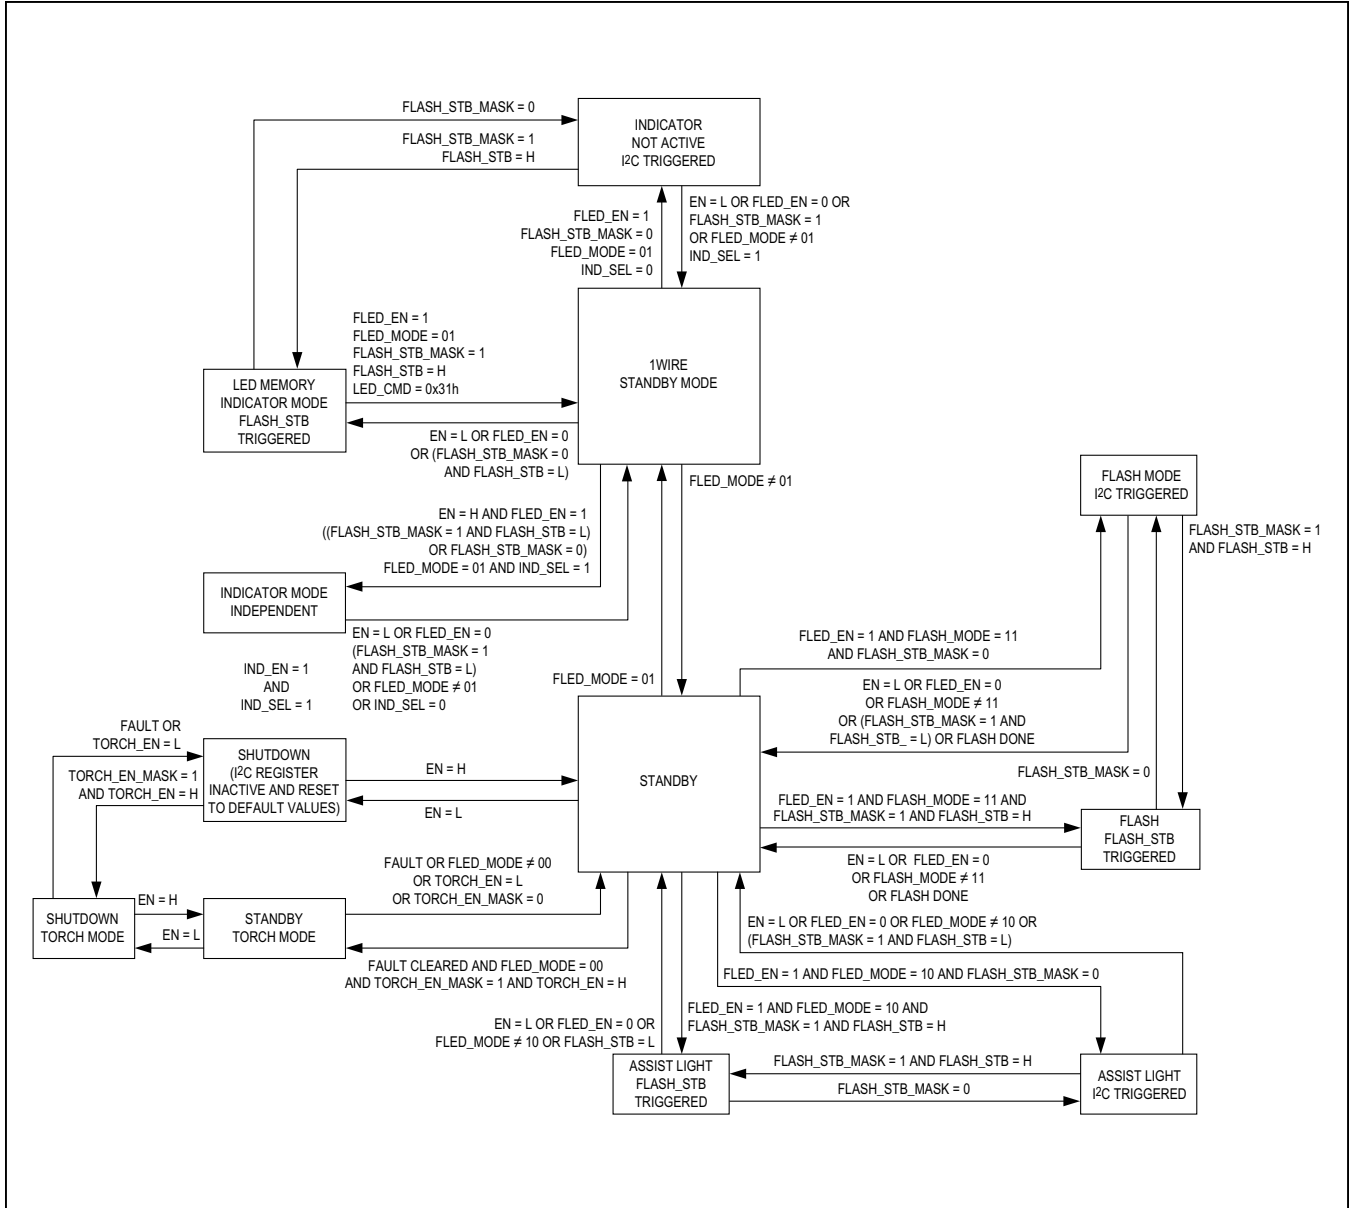 FLASH_STB_MASK = 0
FLASH_STB_MASK = 1
FLASH_STB = H
INDICATOR
NOT ACTIVE
I2C TRIGGERED
FLED_EN = 1
FLASH_STB_MASK = 0
FLED_MODE = 01
IND_SEL = 0
EN = L OR FLED_EN = 0 OR
FLASH_STB_MASK = 1
OR FLED_MODE ≠ 01
IND_SEL = 1
FLED_EN = 1
FLED_MODE = 01
FLASH_STB_MASK = 1
FLASH_STB = H
LED_CMD = 0x31h
LED MEMORY
INDICATOR MODE
FLASH_STB
TRIGGERED
1WIRE
STANDBY MODE
EN = L OR FLED_EN = 0
OR (FLASH_STB_MASK = 0
AND FLASH_STB = L)
FLED_MODE ≠ 01
FLASH MODE
I2C TRIGGERED
FLASH_STB_MASK = 1
AND FLASH_STB = H
EN = H AND FLED_EN = 1
((FLASH_STB_MASK = 1 AND FLASH_STB = L)
OR FLASH_STB_MASK = 0)
FLED_MODE = 01 AND IND_SEL = 1
INDICATOR MODE
INDEPENDENT
EN = L OR FLED_EN = 0
(FLASH_STB_MASK = 1
AND FLASH_STB = L)
OR FLED_MODE ≠ 01
OR IND_SEL = 0
IND_EN = 1
AND
IND_SEL = 1
FLED_MODE = 01
FLED_EN = 1 AND FLASH_MODE = 11
AND FLASH_STB_MASK = 0
EN = L OR FLED_EN = 0
OR FLASH_MODE ≠ 11
OR (FLASH_STB_MASK = 1 AND
FLASH_STB_ = L) OR FLASH DONE
FLASH_STB_MASK = 0
FAULT OR
TORCH_EN = L
TORCH_EN_MASK = 1
AND TORCH_EN = H
SHUTDOWN
(I2C REGISTER
INACTIVE AND RESET
TO DEFAULT VALUES)
EN = H
EN = L
STANDBY
FLED_EN = 1 AND FLASH_MODE = 11 AND
FLASH_STB_MASK = 1 AND FLASH_STB = H
FLASH
FLASH_STB
TRIGGERED
EN = L OR FLED_EN = 0
OR FLASH_MODE ≠ 11
OR FLASH DONE
FAULT OR FLED_MODE ≠ 00
OR TORCH_EN = L
OR TORCH_EN_MASK = 0
SHUTDOWN
TORCH MODE
EN = H
EN = L
STANDBY
TORCH MODE
FAULT CLEARED AND FLED_MODE = 00
AND TORCH_EN_MASK = 1 AND TORCH_EN = H
EN = L OR FLED_EN = 0 OR FLED_MODE ≠ 10 OR
(FLASH_STB_MASK = 1 AND FLASH_STB = L)
FLED_EN = 1 AND FLED_MODE = 10 AND FLASH_STB_MASK = 0
FLED_EN = 1 AND FLED_MODE = 10 AND
FLASH_STB_MASK = 1 AND FLASH_STB = H
EN = L OR FLED_EN = 0 OR
FLED_MODE ≠ 10 OR FLASH_STB = L
ASSIST LIGHT
FLASH_STB
TRIGGERED
FLASH_STB_MASK = 1 AND FLASH_STB = H
FLASH_STB_MASK = 0
ASSIST LIGHT
I2C TRIGGERED